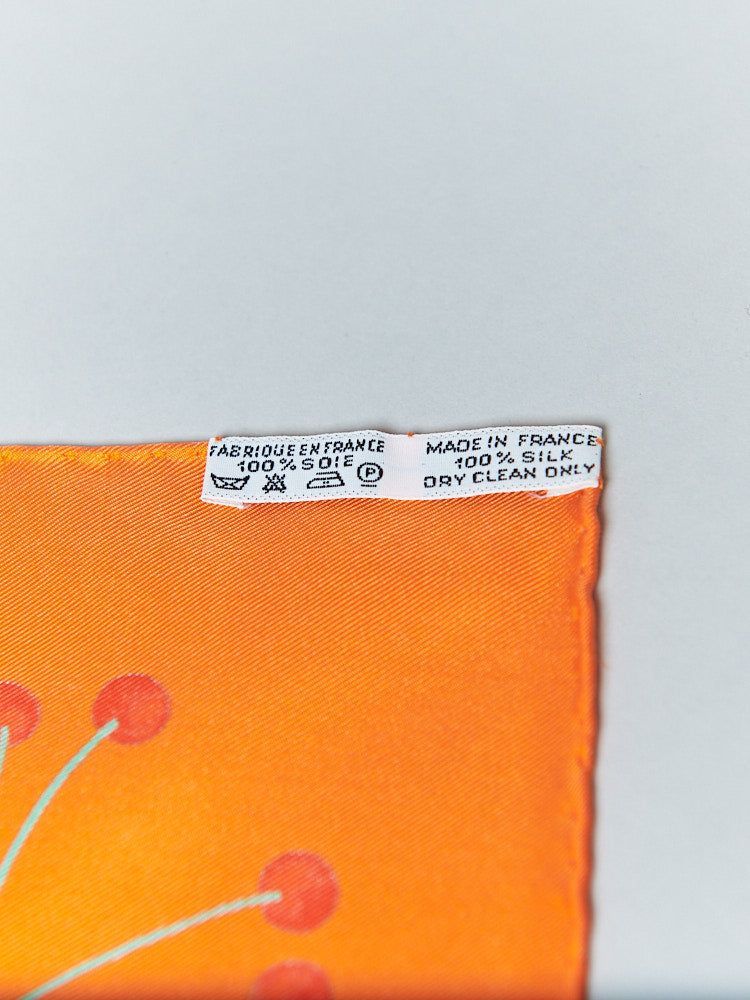 FABRIQUE EN FRANCE
100% SOIE
P
MADE IN FRANCE
100% SILK
DRY CLEAN ONLY